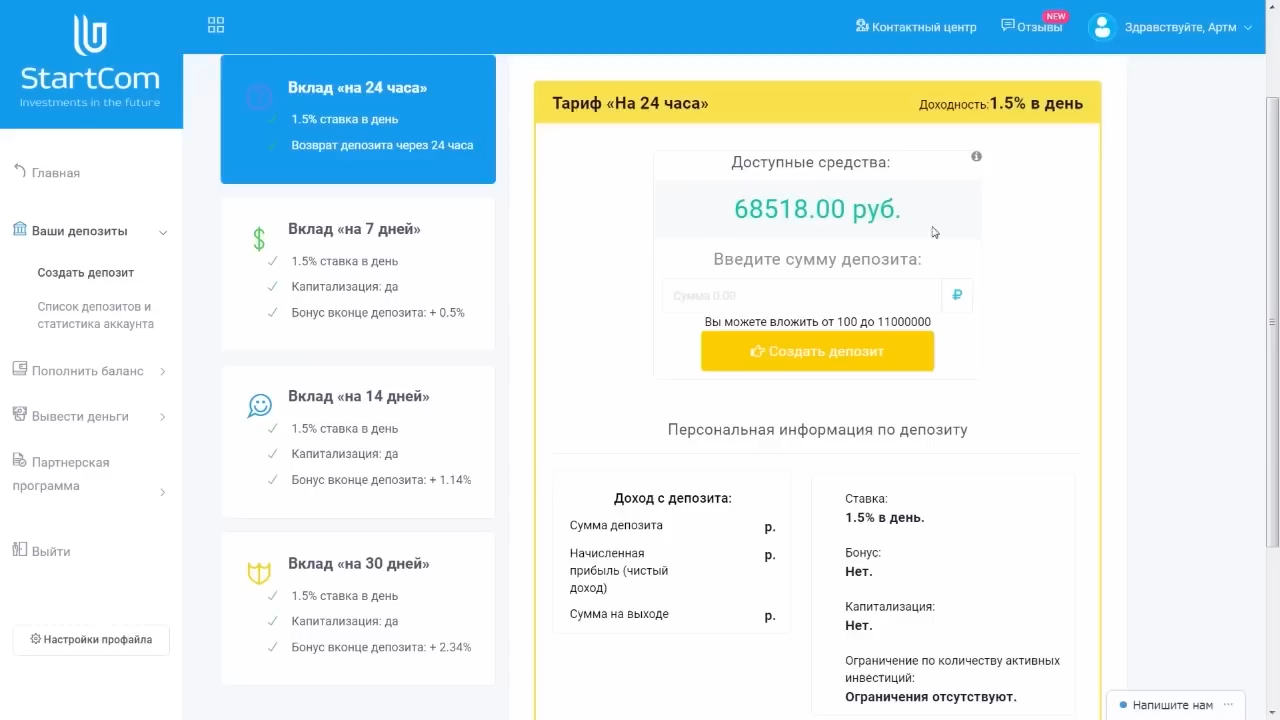 StartCom
Investments in the future
Контактный центр
Отзывы
NEW
Здравствуйте, Артм
Главная
Ваши депозиты
Создать депозит
Список депозитов и
статистика аккаунта
Пополнить баланс
Вывести деньги
Партнерская
программа
Выйти
Настройки профиля
Вклад «на 24 часа»
1.5% ставка в день
Возврат депозита через 24 часа
Вклад «на 7 дней»
1.5% ставка в день
Капитализация: да
Бонус вконце депозита: + 0.5%
Вклад «на 14 дней»
1.5% ставка в день
Капитализация: да
Бонус вконце депозита: + 1.14%
Вклад «на 30 дней»
1.5% ставка в день
Капитализация: да
Бонус вконце депозита: + 2.34%
Тариф «На 24 часа»
Доходность:1.5% в день
Доступные средства:
68518.00 руб.
Введите сумму депозита:
Сумма 0.00
₽
Вы можете вложить от 100 до 11000000
Создать депозит
Персональная информация по депозиту
Доход с депозита:
Сумма депозита р.
Начисленная р.
прибыль (чистый
доход)
Сумма на выходе р.
Ставка:
1.5% в день.
Бонус:
Нет.
Капитализация:
Нет.
Ограничение по количеству активных
инвестиций:
Ограничения отсутствуют.
Напишите нам